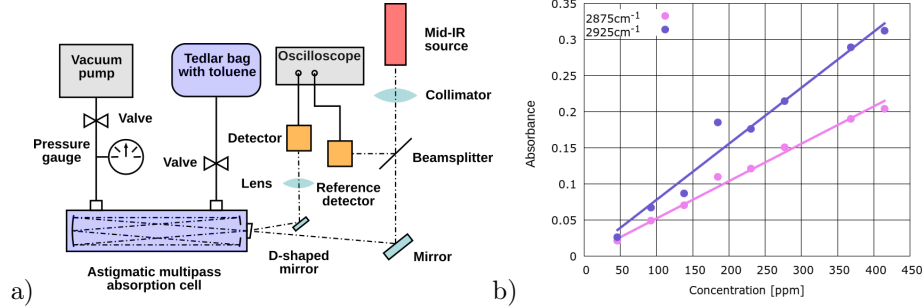 Mid-IR
source
Vacuum
pump
Tedlar bag
with toluene
Oscilloscope
Collimator
Valve
Pressure
gauge
Detector
Valve
Beamsplitter
Lens
Reference
detector
D-shaped
mirror
Mirror
Astigmatic multipass
absorption cell
a)
0.35
0.3
0.25
0.2
0.15
0.1
0.05
0
2875cm-1
2925cm-1
Absorbance
0 50 100 150 200 250 300 350 400 450
Concentration [ppm]
b)